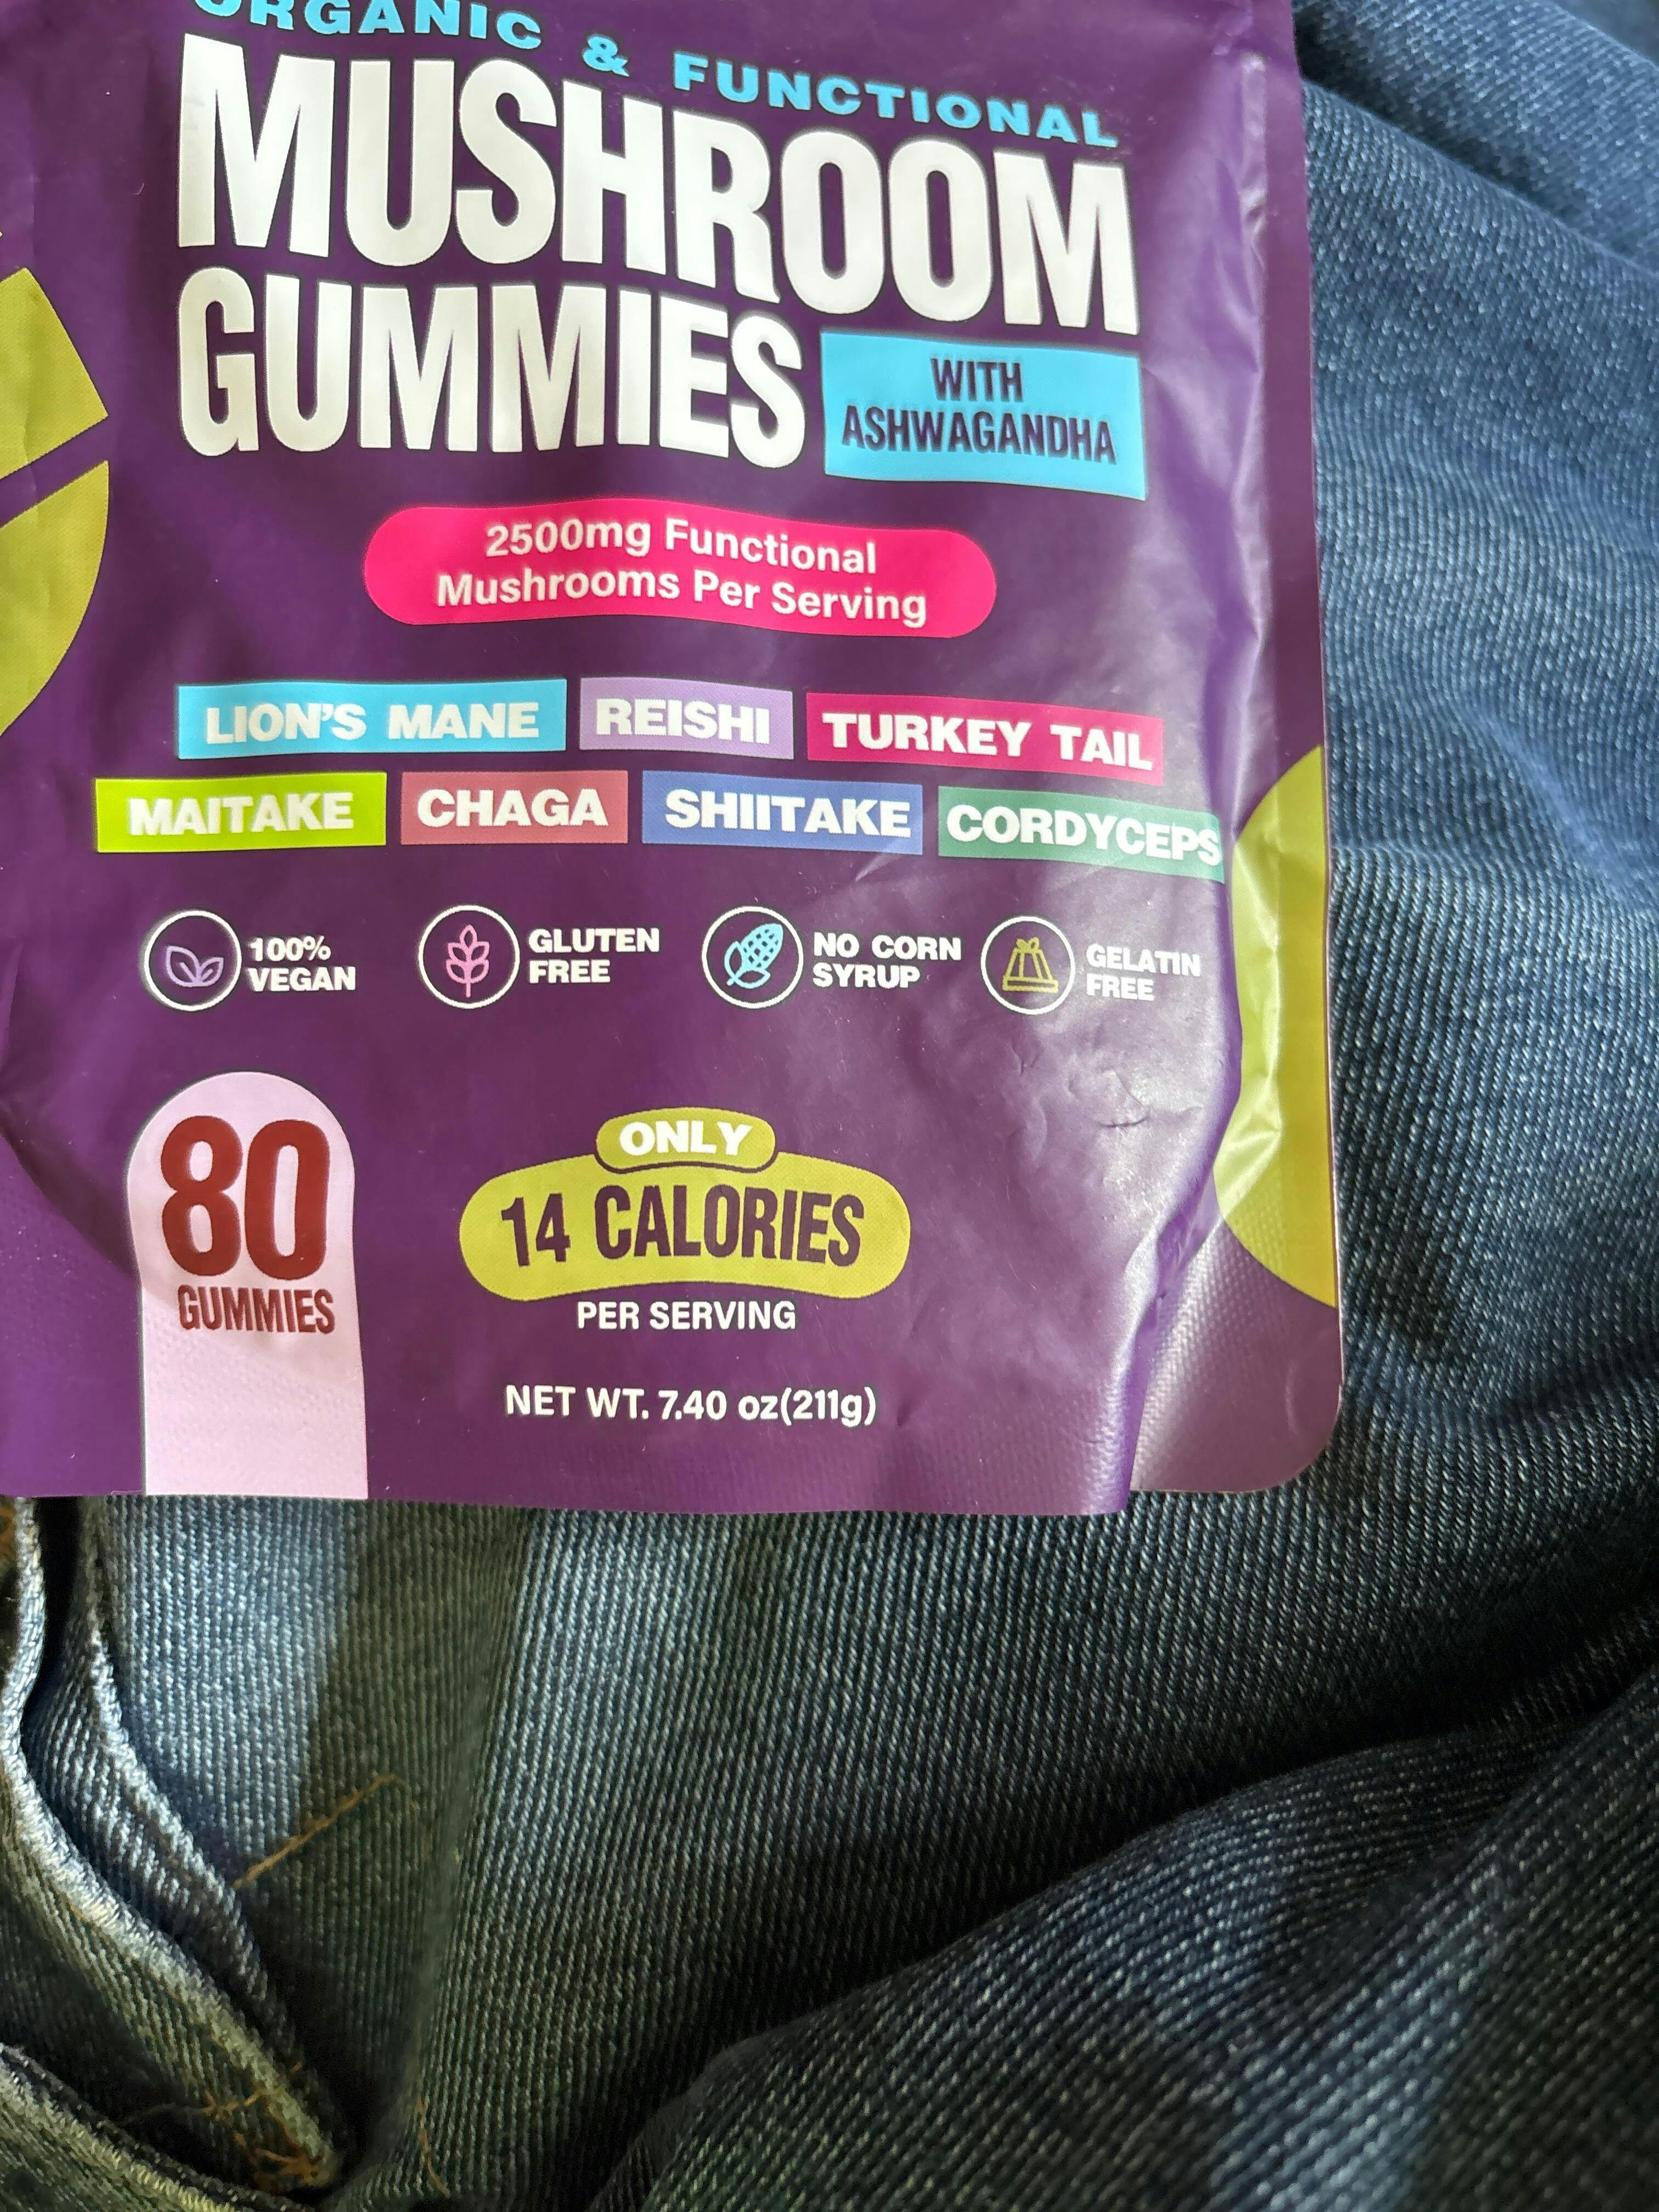 ORGANIC & FUNCTIONAL
MUSHROOM
GUMMIES
WITH
ASHWAGANDHA
2500mg Functional
Mushrooms Per Serving
LION'S MANE
REISHI
TURKEY TAIL
MAITAKE
CHAGA
SHIITAKE
CORDYCEPS
100%
VEGAN
GLUTEN
FREE
NO CORN
SYRUP
GELATIN
FREE
80
GUMMIES
ONLY
14 CALORIES
PER SERVING
NET WT. 7.40 oz(211g)